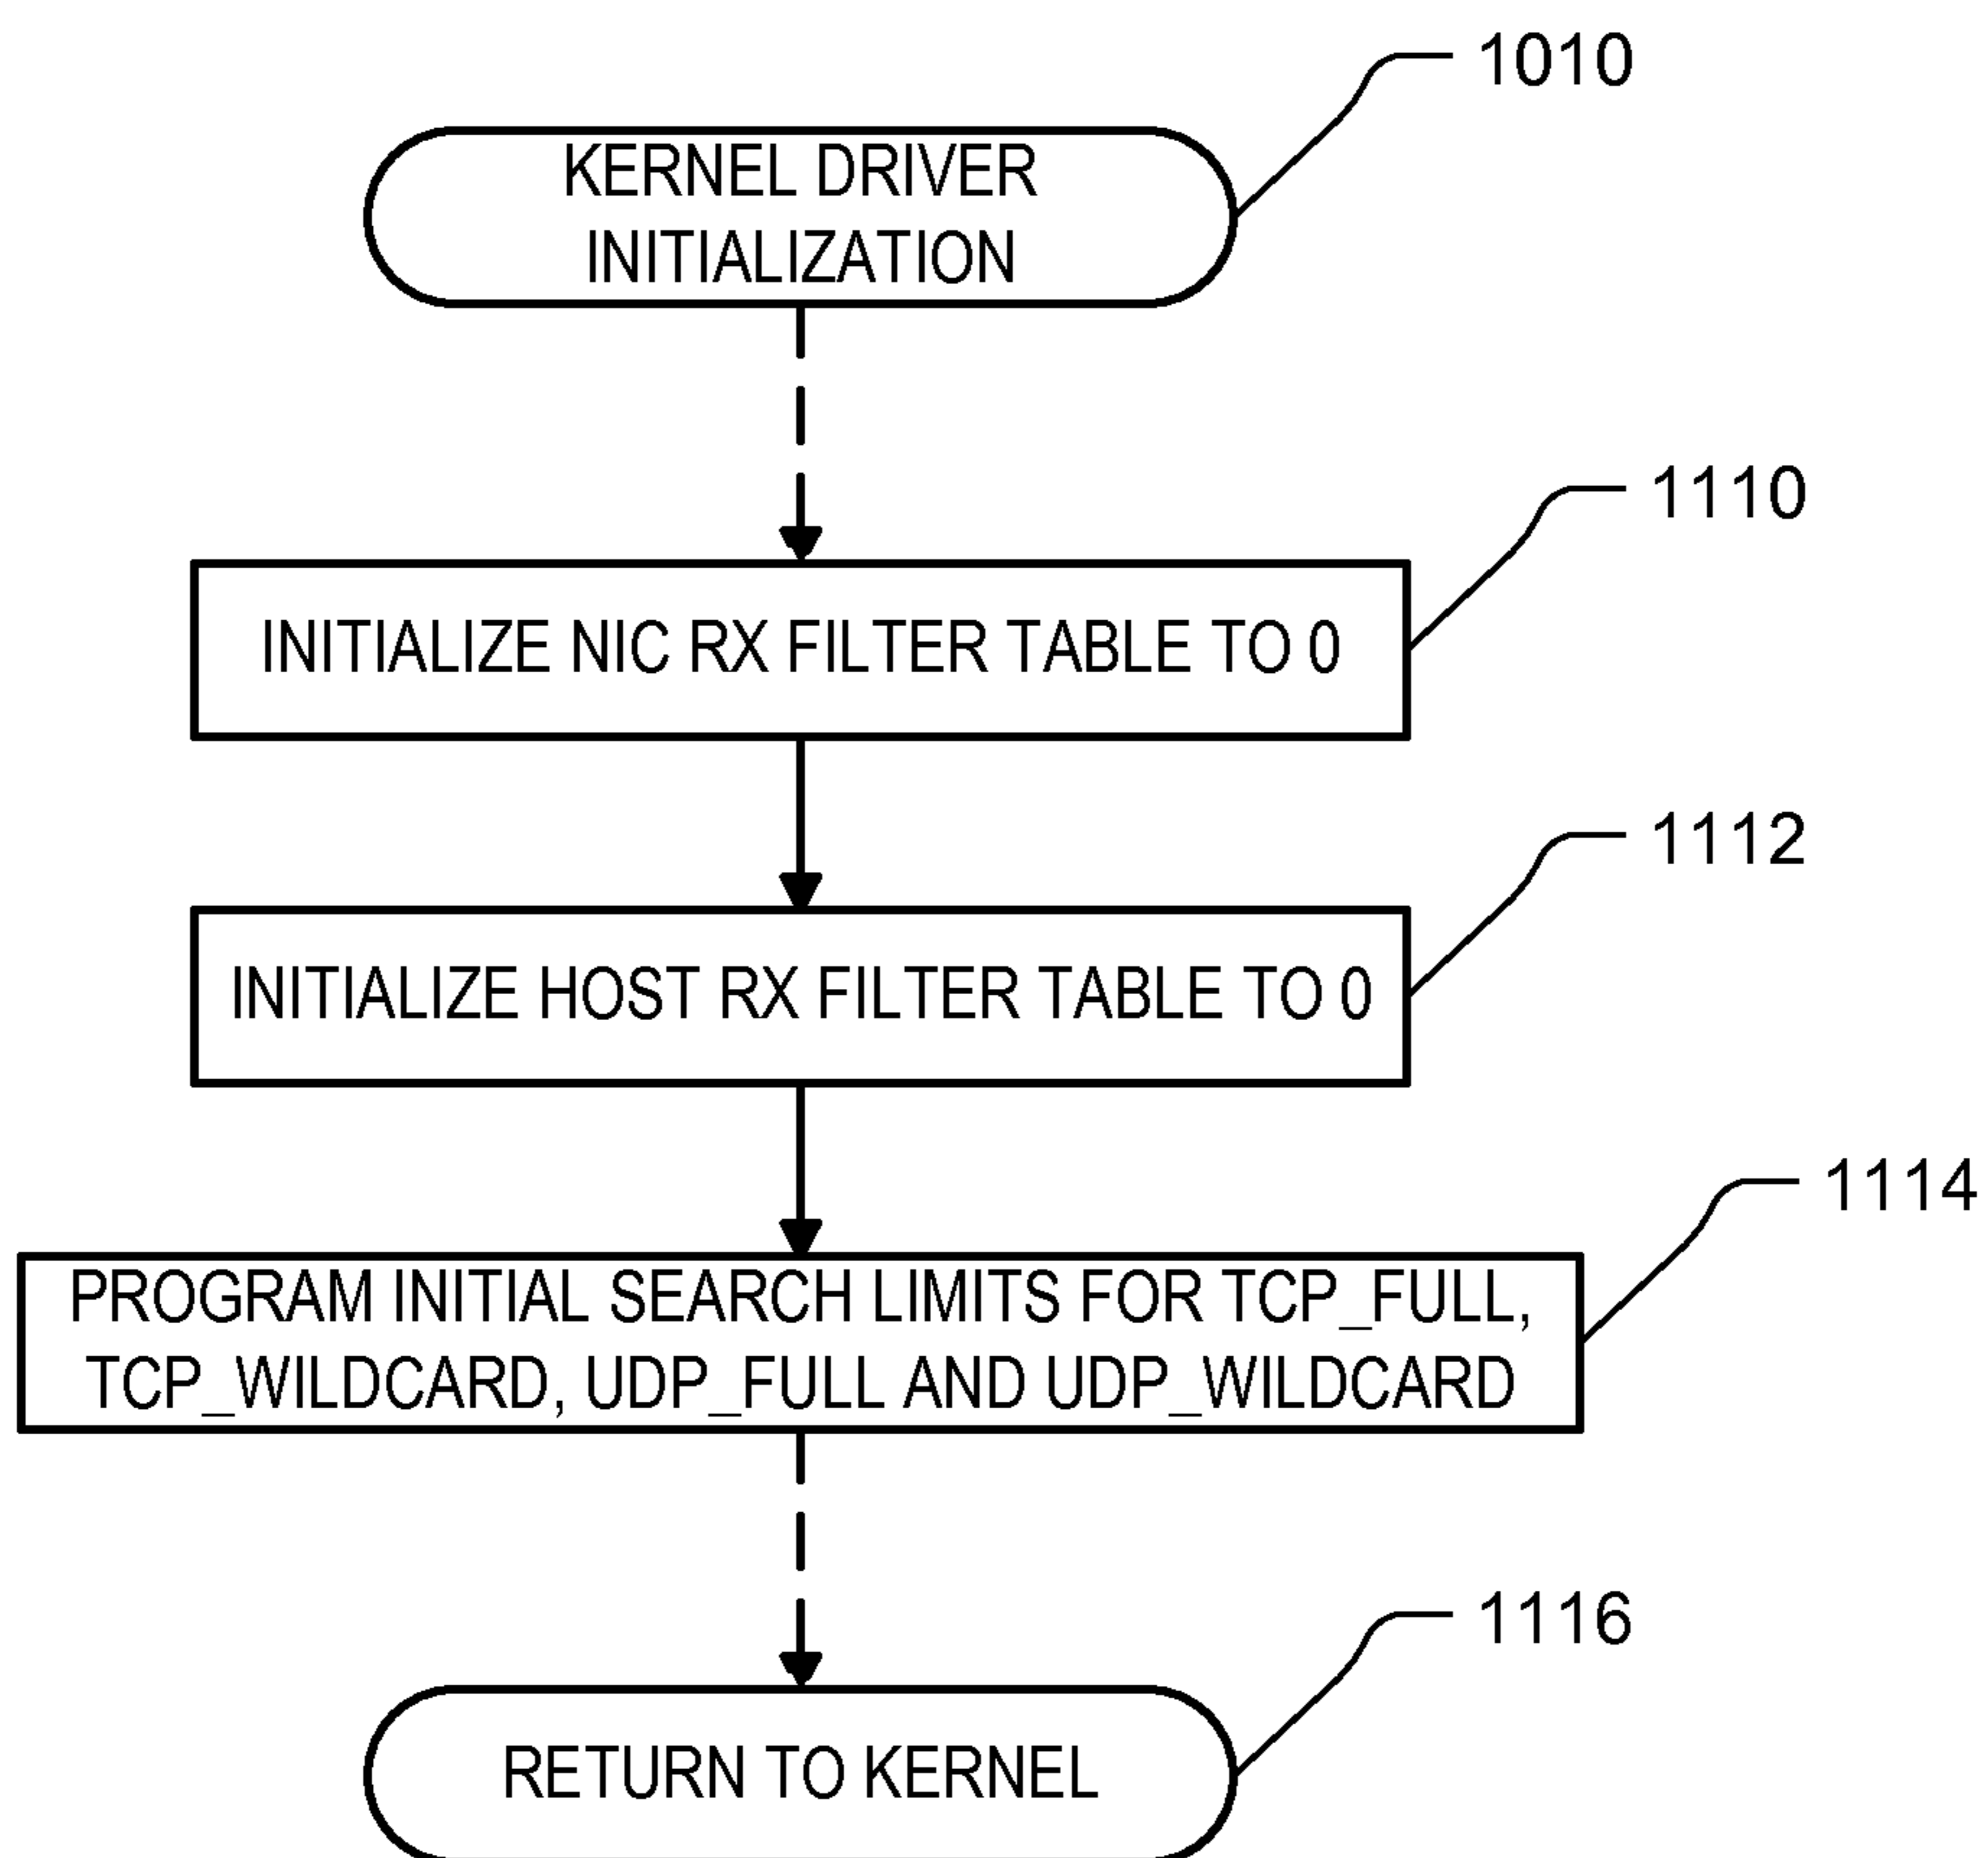 1010
KERNEL DRIVER
INITIALIZATION
1110
INITIALIZE NIC RX FILTER TABLE TO 0
1112
INITIALIZE HOST RX FILTER TABLE TO 0
1114
PROGRAM INITIAL SEARCH LIMITS FOR TCP_FULL,
TCP_WILDCARD, UDP_FULL AND UDP_WILDCARD
1116
RETURN TO KERNEL